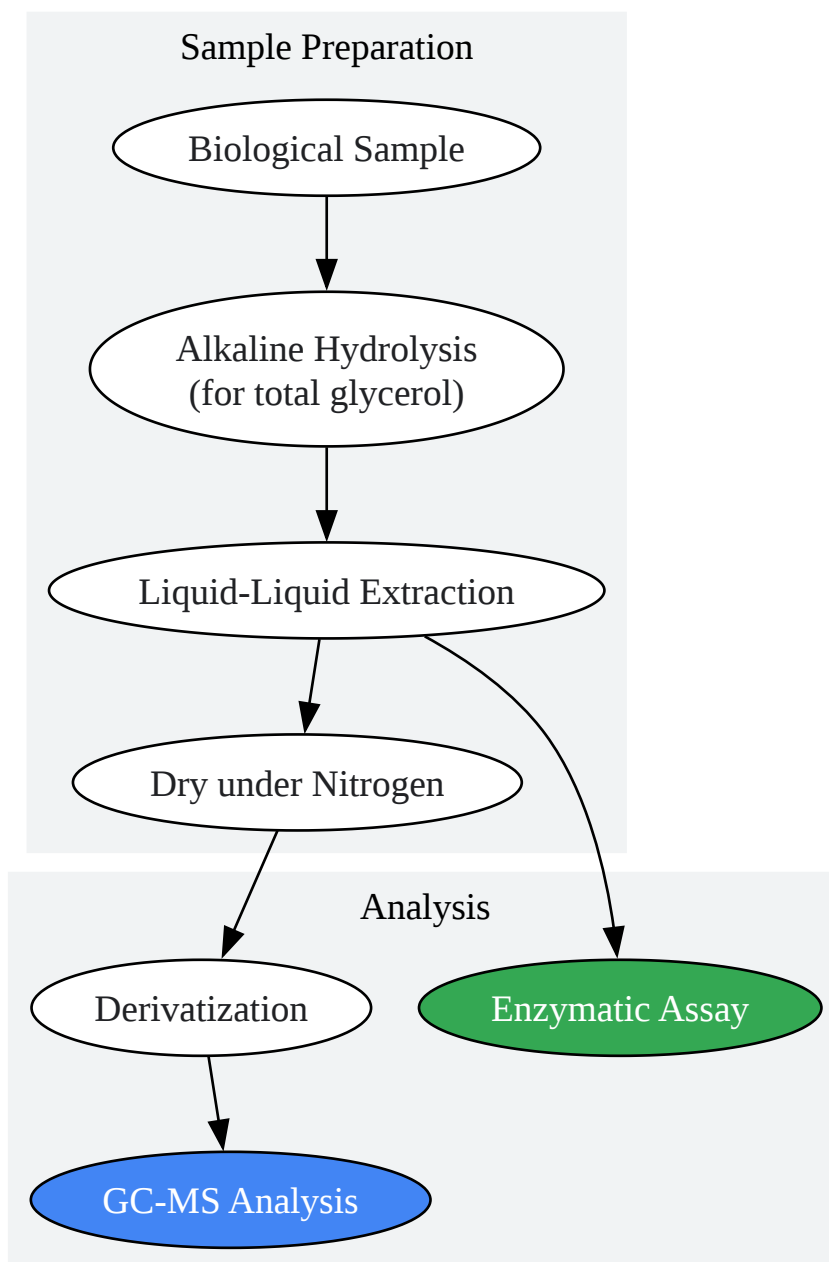 Sample Preparation
Biological Sample
Alkaline Hydrolysis
(for total glycerol)
Liquid-Liquid Extraction
Dry under Nitrogen
Analysis
Derivatization
Enzymatic Assay
GC-MS Analysis